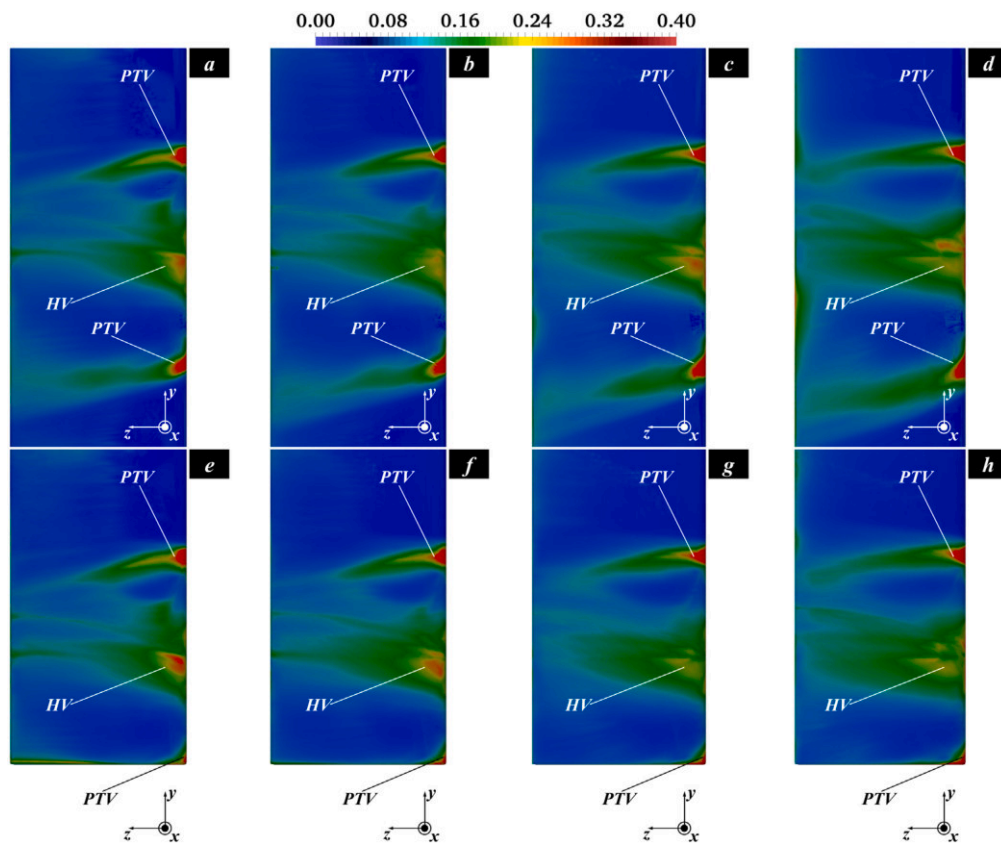 0.00 0.08 0.16 0.24 0.32 0.40
a b c d
PTV PTV PTV PTV
HV HV HV HV
PTV PTV PTV PTV
y y y y
z x z x z x z x
e f g h
PTV PTV PTV PTV
HV HV HV HV
PTV PTV PTV PTV
y y y y
z x z x z x z x